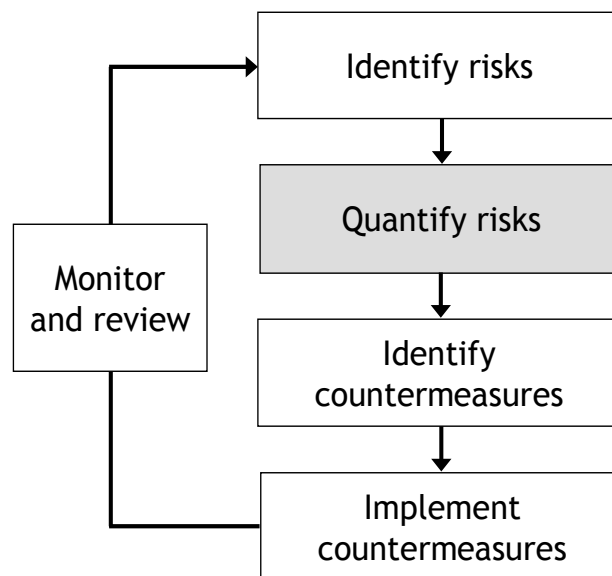 Identify risks
Quantify risks
Monitor
and review
Identify
countermeasures
Implement
countermeasures